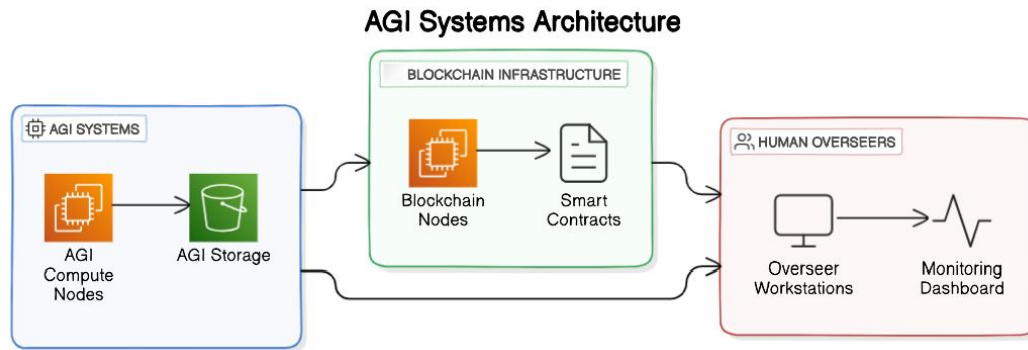 AGI Systems Architecture
BLOCKCHAIN INFRASTRUCTURE
AGI SYSTEMS
HUMAN OVERSEERS
AGI
Compute
Nodes
AGI Storage
Blockchain
Nodes
Smart
Contracts
Overseer
Workstations
Monitoring
Dashboard